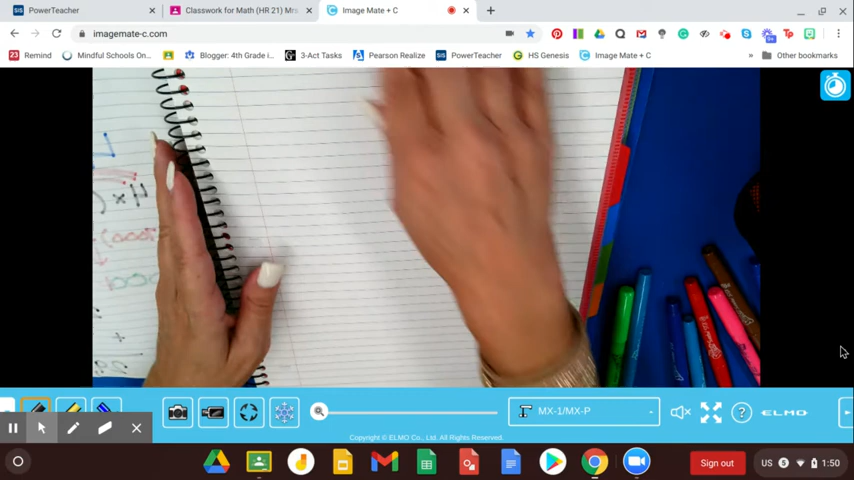 PowerTeacher
Classwork for Math (HR 21) Mrs
Image Mate + C
imagemate-c.com
Remind
Mindful Schools On
Blogger: 4th Grade i
3-Act Tasks
Pearson Realize
PowerTeacher
HS Genesis
Image Mate + C
Other bookmarks
MX-1/MX-P
ELMO
Copyright © ELMO Co., Ltd. All Rights Reserved.
Sign out
US
1:50